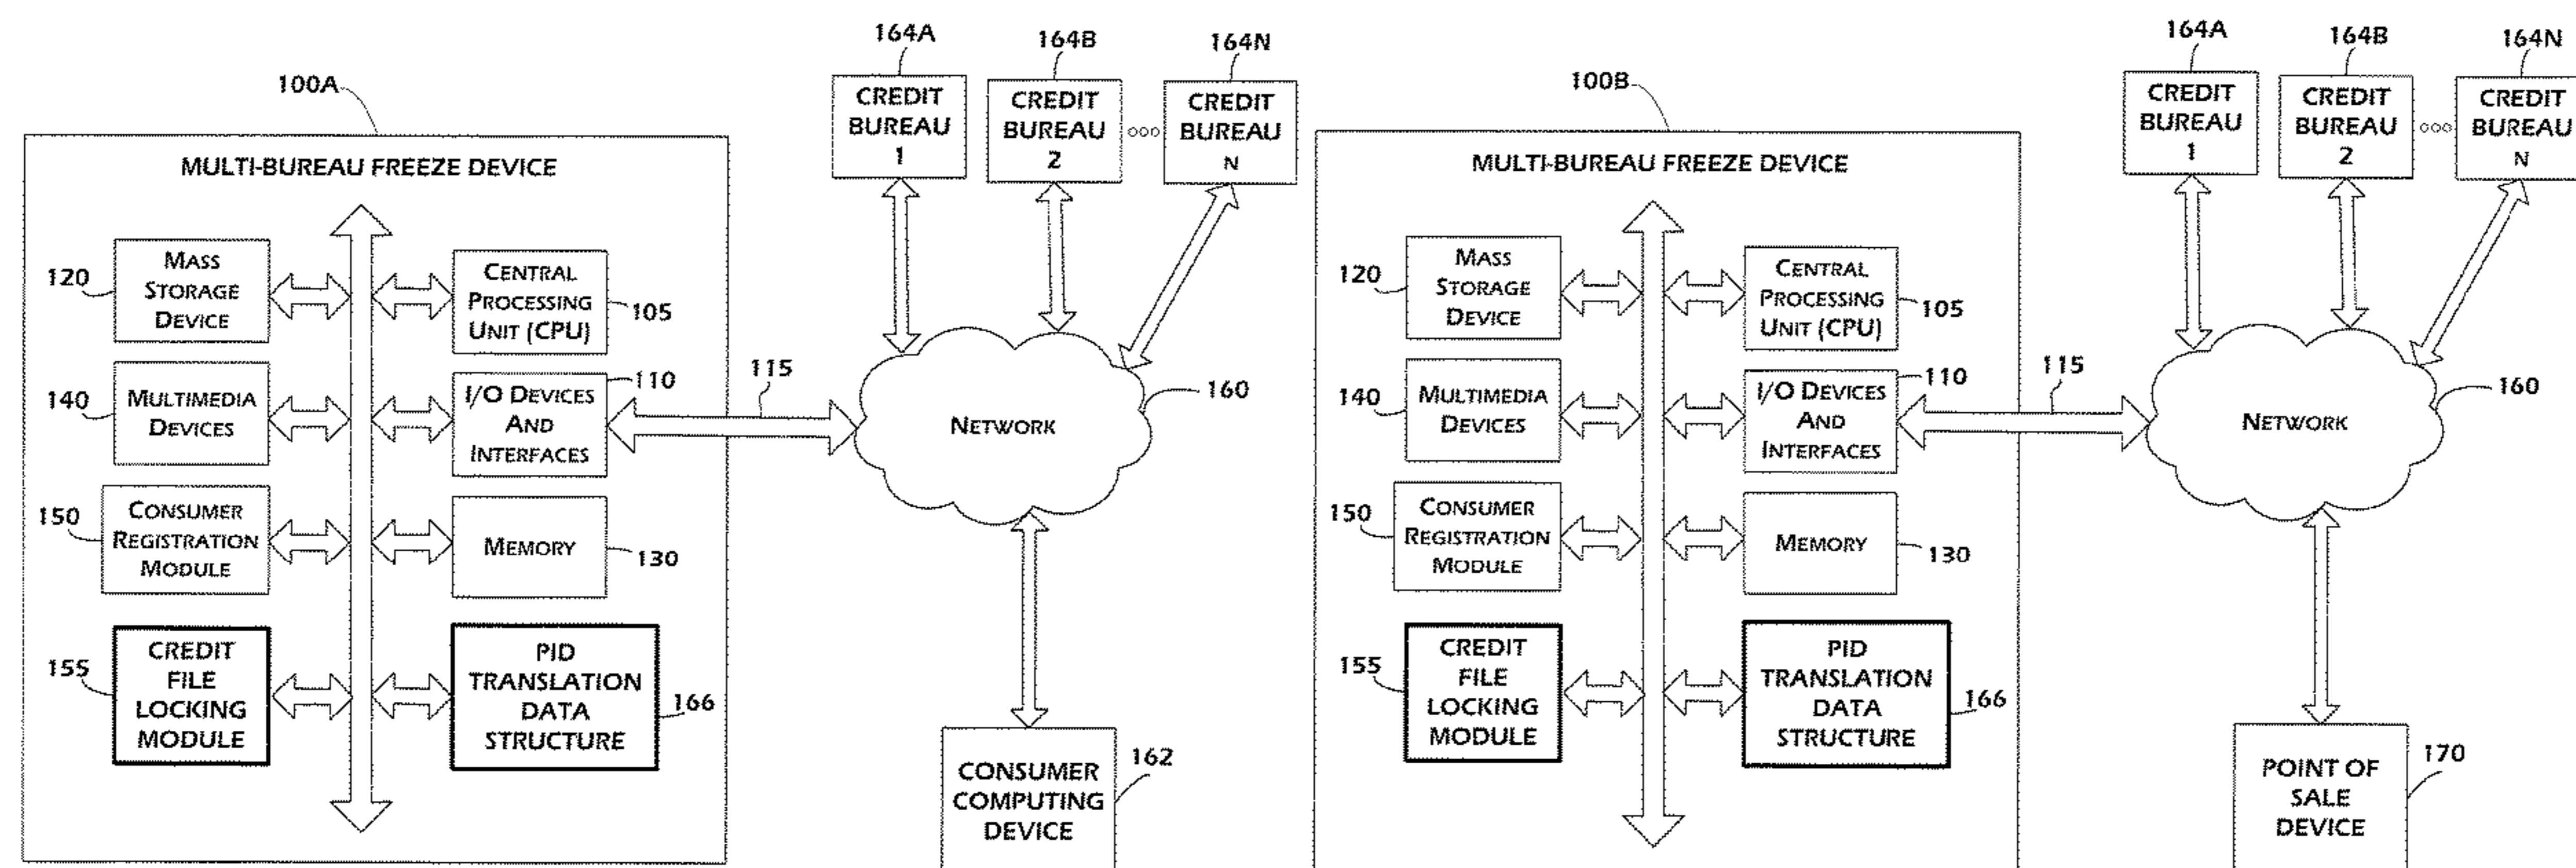 100A
MULTI-BUREAU FREEZE DEVICE
120
MASS
STORAGE
DEVICE
CENTRAL
PROCESSING
UNIT (CPU)
105
140
MULTIMEDIA
DEVICES
I/O DEVICES
AND
INTERFACES
110
115
150
CONSUMER
REGISTRATION
MODULE
MEMORY
130
155
CREDIT
FILE
LOCKING
MODULE
PID
TRANSLATION
DATA
STRUCTURE
166
164A
CREDIT
BUREAU
1
164B
CREDIT
BUREAU
2
164N
CREDIT
BUREAU
N
NETWORK
160
CONSUMER
COMPUTING
DEVICE
162
100B
MULTI-BUREAU FREEZE DEVICE
120
MASS
STORAGE
DEVICE
CENTRAL
PROCESSING
UNIT (CPU)
105
140
MULTIMEDIA
DEVICES
I/O DEVICES
AND
INTERFACES
110
115
150
CONSUMER
REGISTRATION
MODULE
MEMORY
130
155
CREDIT
FILE
LOCKING
MODULE
PID
TRANSLATION
DATA
STRUCTURE
166
164A
CREDIT
BUREAU
1
164B
CREDIT
BUREAU
2
164N
CREDIT
BUREAU
N
NETWORK
160
POINT OF
SALE
DEVICE
170